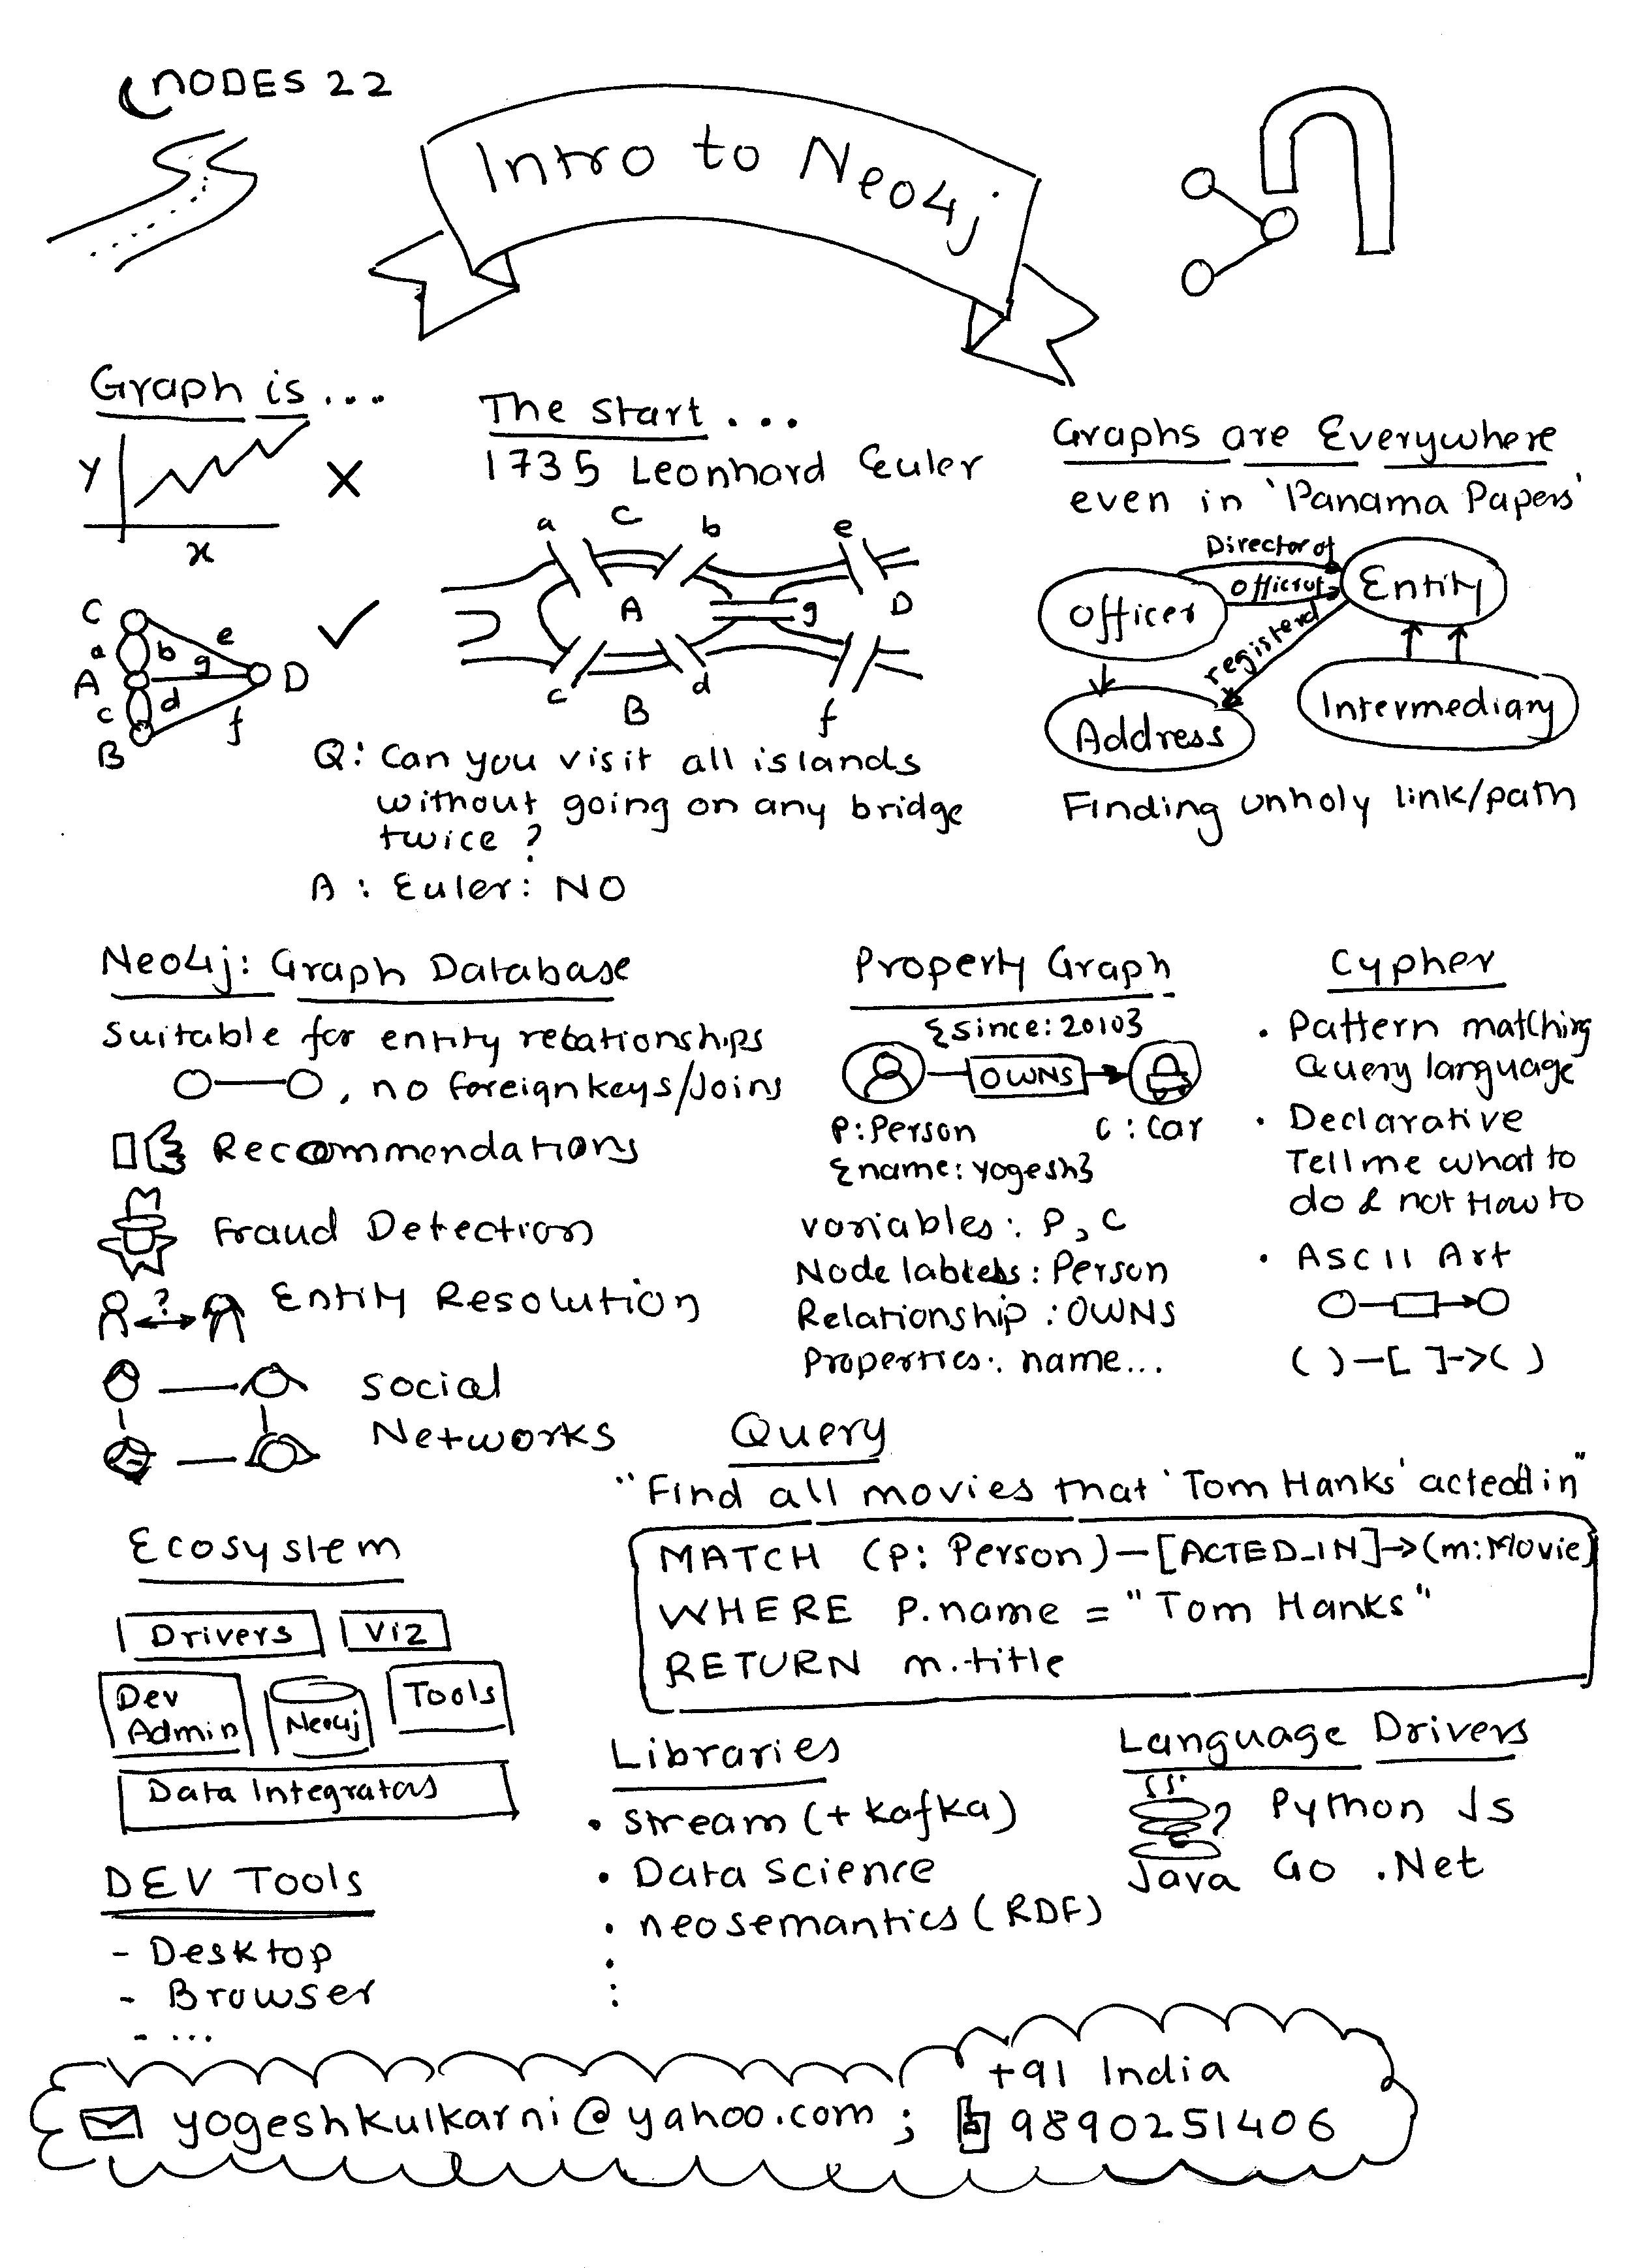 NODES 22
Intro to Neo4j
Graph is...
Y
X
x
C
a
b
e
g
A
D
c
d
f
B
The Start...
1735 Leonhard Euler
a
C
b
e
A
g
D
c
B
d
f
Q: Can you visit all islands
without going on any bridge
twice?
A: Euler: NO
Graphs are Everywhere
even in 'Panama Papers'
Director of
Officer
Entity
registered
Address
Intermediary
Finding unholy link/path
Neo4j: Graph Database
Suitable for entity relationships
, no foreign keys/Joins
Recommendations
Fraud Detection
?
Entity Resolution
Social
Networks
Property Graph
{since:2010}
OWNS
P:Person
C:Car
{name:yogesh}
variables: P, C
Node : Person
Relationship : OWNS
Properties: name...
Cypher
• Pattern matching
Query language
• Declarative
Tell me what to
do & not How to
• ASCII Art
( )-[ ]->( )
Query
"Find all movies that 'Tom Hanks' acted in"
MATCH (P: Person)-[ACTED_IN]->(m:Movie)
WHERE P.name = "Tom Hanks"
RETURN m.title
Ecosystem
Drivers
Viz
Dev
Admin
Neo4j
Tools
Data Integrators
DEV Tools
- Desktop
- Browser
- ...
Libraries
• Stream (+ Kafka)
• Data Science
• neosemantics (RDF)
Language Drivers
Python Js
Java Go .Net
+91 India
yogeshkulkarni@yahoo.com ; 9890251406